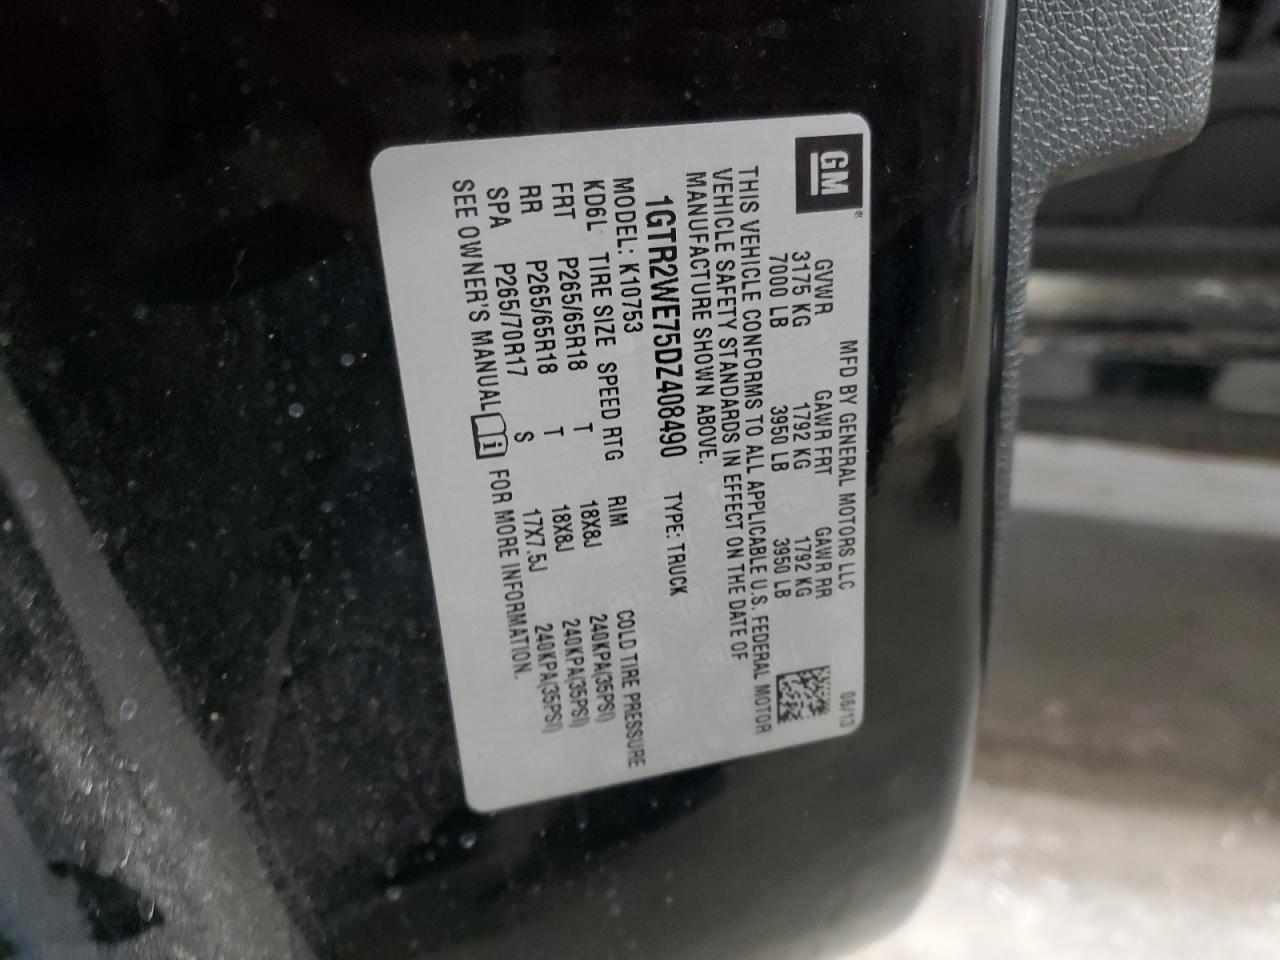 GM
MFD BY GENERAL MOTORS LLC 06/13
GVWR GAWR FRT GAWR RR
3175 KG 1792 KG 1792 KG
7000 LB 3950 LB 3950 LB
THIS VEHICLE CONFORMS TO ALL APPLICABLE U.S. FEDERAL MOTOR
VEHICLE SAFETY STANDARDS IN EFFECT ON THE DATE OF
MANUFACTURE SHOWN ABOVE.
1GTR2WE75DZ408490 TYPE: TRUCK
MODEL: K10753
KD6L TIRE SIZE SPEED RTG RIM COLD TIRE PRESSURE
FRT P265/65R18 T 18X8J 240KPA(35PSI)
RR P265/65R18 T 18X8J 240KPA(35PSI)
SPA P265/70R17 S 17X7.5J 240KPA(35PSI)
SEE OWNER'S MANUAL i FOR MORE INFORMATION.